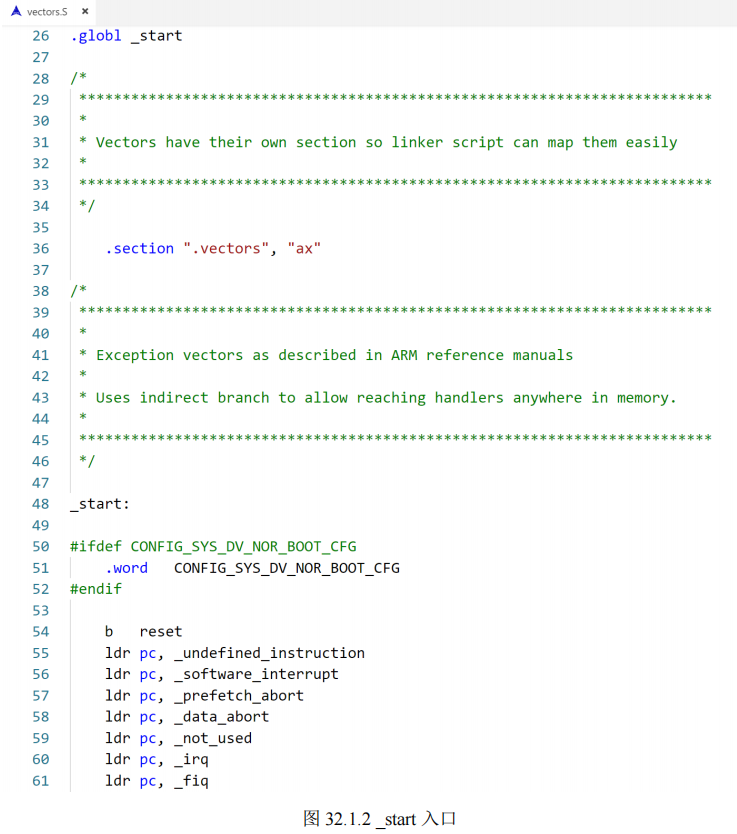 vectors.S ×
26 .globl _start
27
28 /*
29 *************************************************************************
30 *
31 * Vectors have their own section so linker script can map them easily
32 *
33 *************************************************************************
34 */
35
36 .section ".vectors", "ax"
37
38 /*
39 *************************************************************************
40 *
41 * Exception vectors as described in ARM reference manuals
42 *
43 * Uses indirect branch to allow reaching handlers anywhere in memory.
44 *
45 *************************************************************************
46 */
47
48 _start:
49
50 #ifdef CONFIG_SYS_DV_NOR_BOOT_CFG
51 .word CONFIG_SYS_DV_NOR_BOOT_CFG
52 #endif
53
54 b reset
55 ldr pc, _undefined_instruction
56 ldr pc, _software_interrupt
57 ldr pc, _prefetch_abort
58 ldr pc, _data_abort
59 ldr pc, _not_used
60 ldr pc, _irq
61 ldr pc, _fiq
图 32.1.2 _start 入口